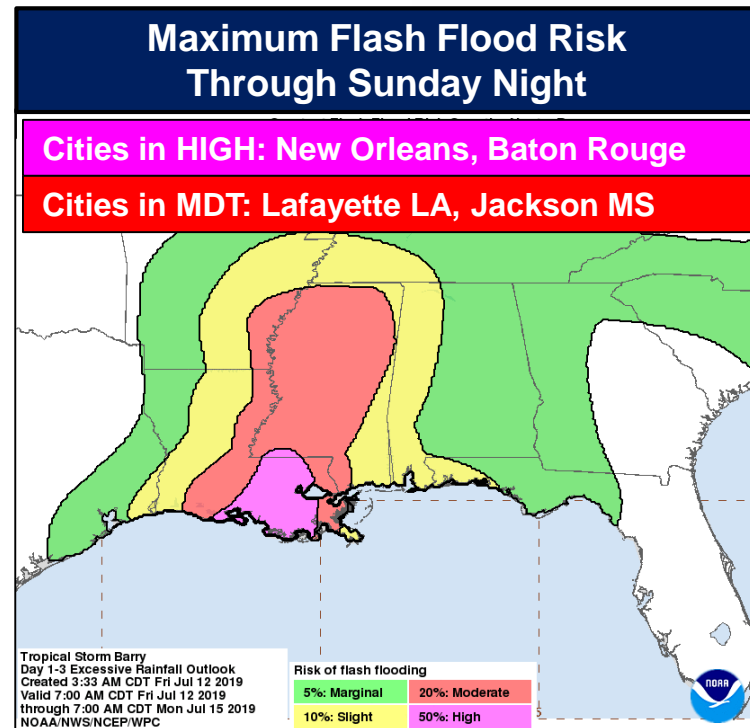 Maximum Flash Flood Risk
Through Sunday Night
Cities in HIGH: New Orleans, Baton Rouge
Cities in MDT: Lafayette LA, Jackson MS
Tropical Storm Barry
Day 1-3 Excessive Rainfall Outlook
Created 3:33 AM CDT Fri Jul 12 2019
Valid 7:00 AM CDT Fri Jul 12 2019
through 7:00 AM CDT Mon Jul 15 2019
NOAA/NWS/NCEP/WPC
Risk of flash flooding
5%: Marginal
20%: Moderate
10%: Slight
50%: High
NOAA